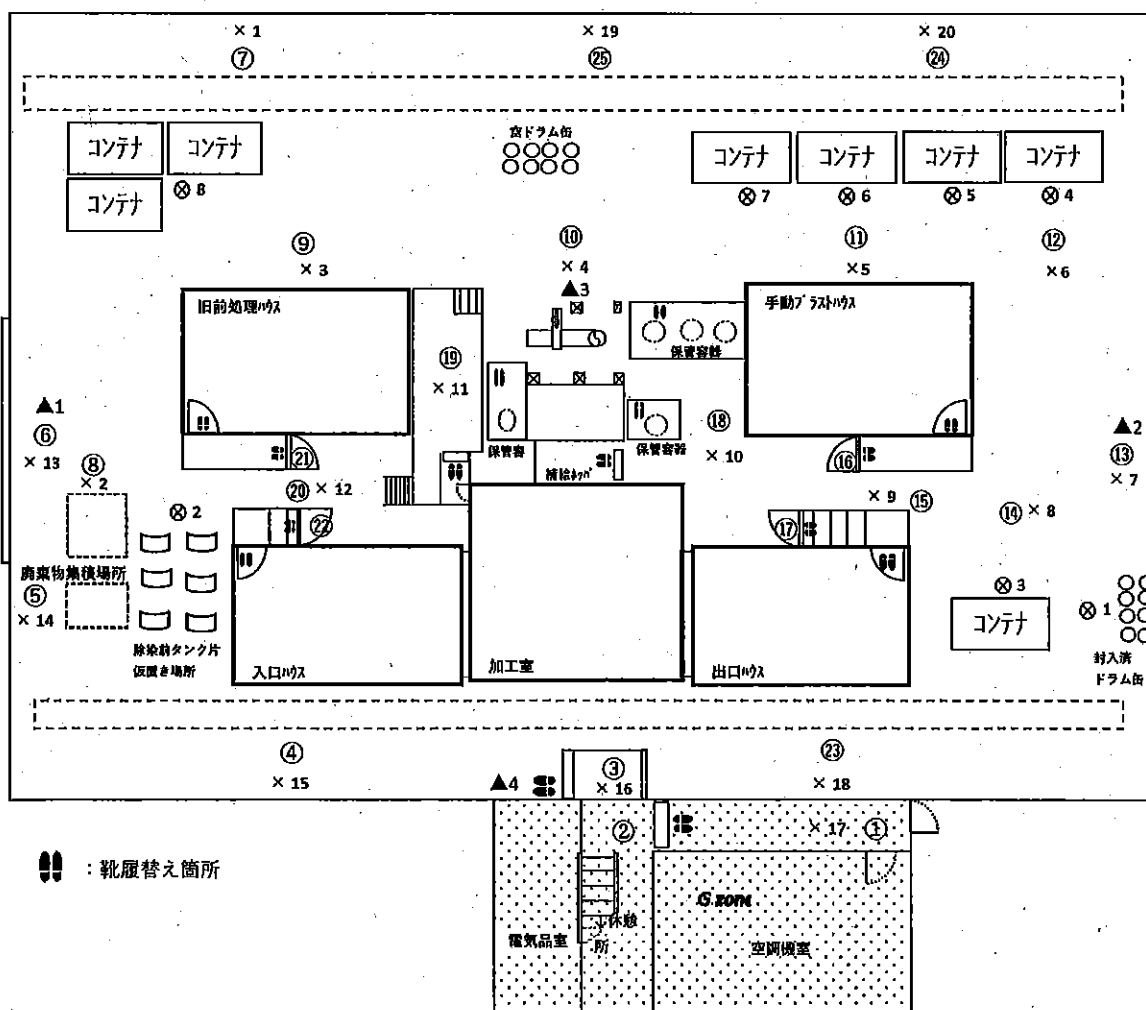 × 1
× 19
× 20
⑦
㉕
㉔
コンテナ
コンテナ
空ドラム缶
コンテナ
コンテナ
コンテナ
コンテナ
コンテナ
⊗ 8
⊗ 7
⊗ 6
⊗ 5
⊗ 4
⑨
⑩
⑪
⑫
× 3
× 4
× 5
× 6
▲3
旧前処理ハウス
手動ブラストハウス
保管容器
⑲
× 11
▲1
⑥
× 13
⑱
× 10
▲2
⑬
× 7
保管容
保管容器
補給ホッパ
⑧
× 2
㉑
⑯
⑳
× 12
× 9
⑮
⑭
× 8
⊗ 2
㉒
⑰
廃棄物集積場所
⑤
× 14
⊗ 3
⊗ 1
コンテナ
除染前タンク片
仮置き場所
入口ハウス
加工室
出口ハウス
封入済
ドラム缶
④
× 15
▲4
③
× 16
㉓
× 18
②
× 17
①
：靴履替え箇所
G zone
休憩
所
電気品室
空調機室